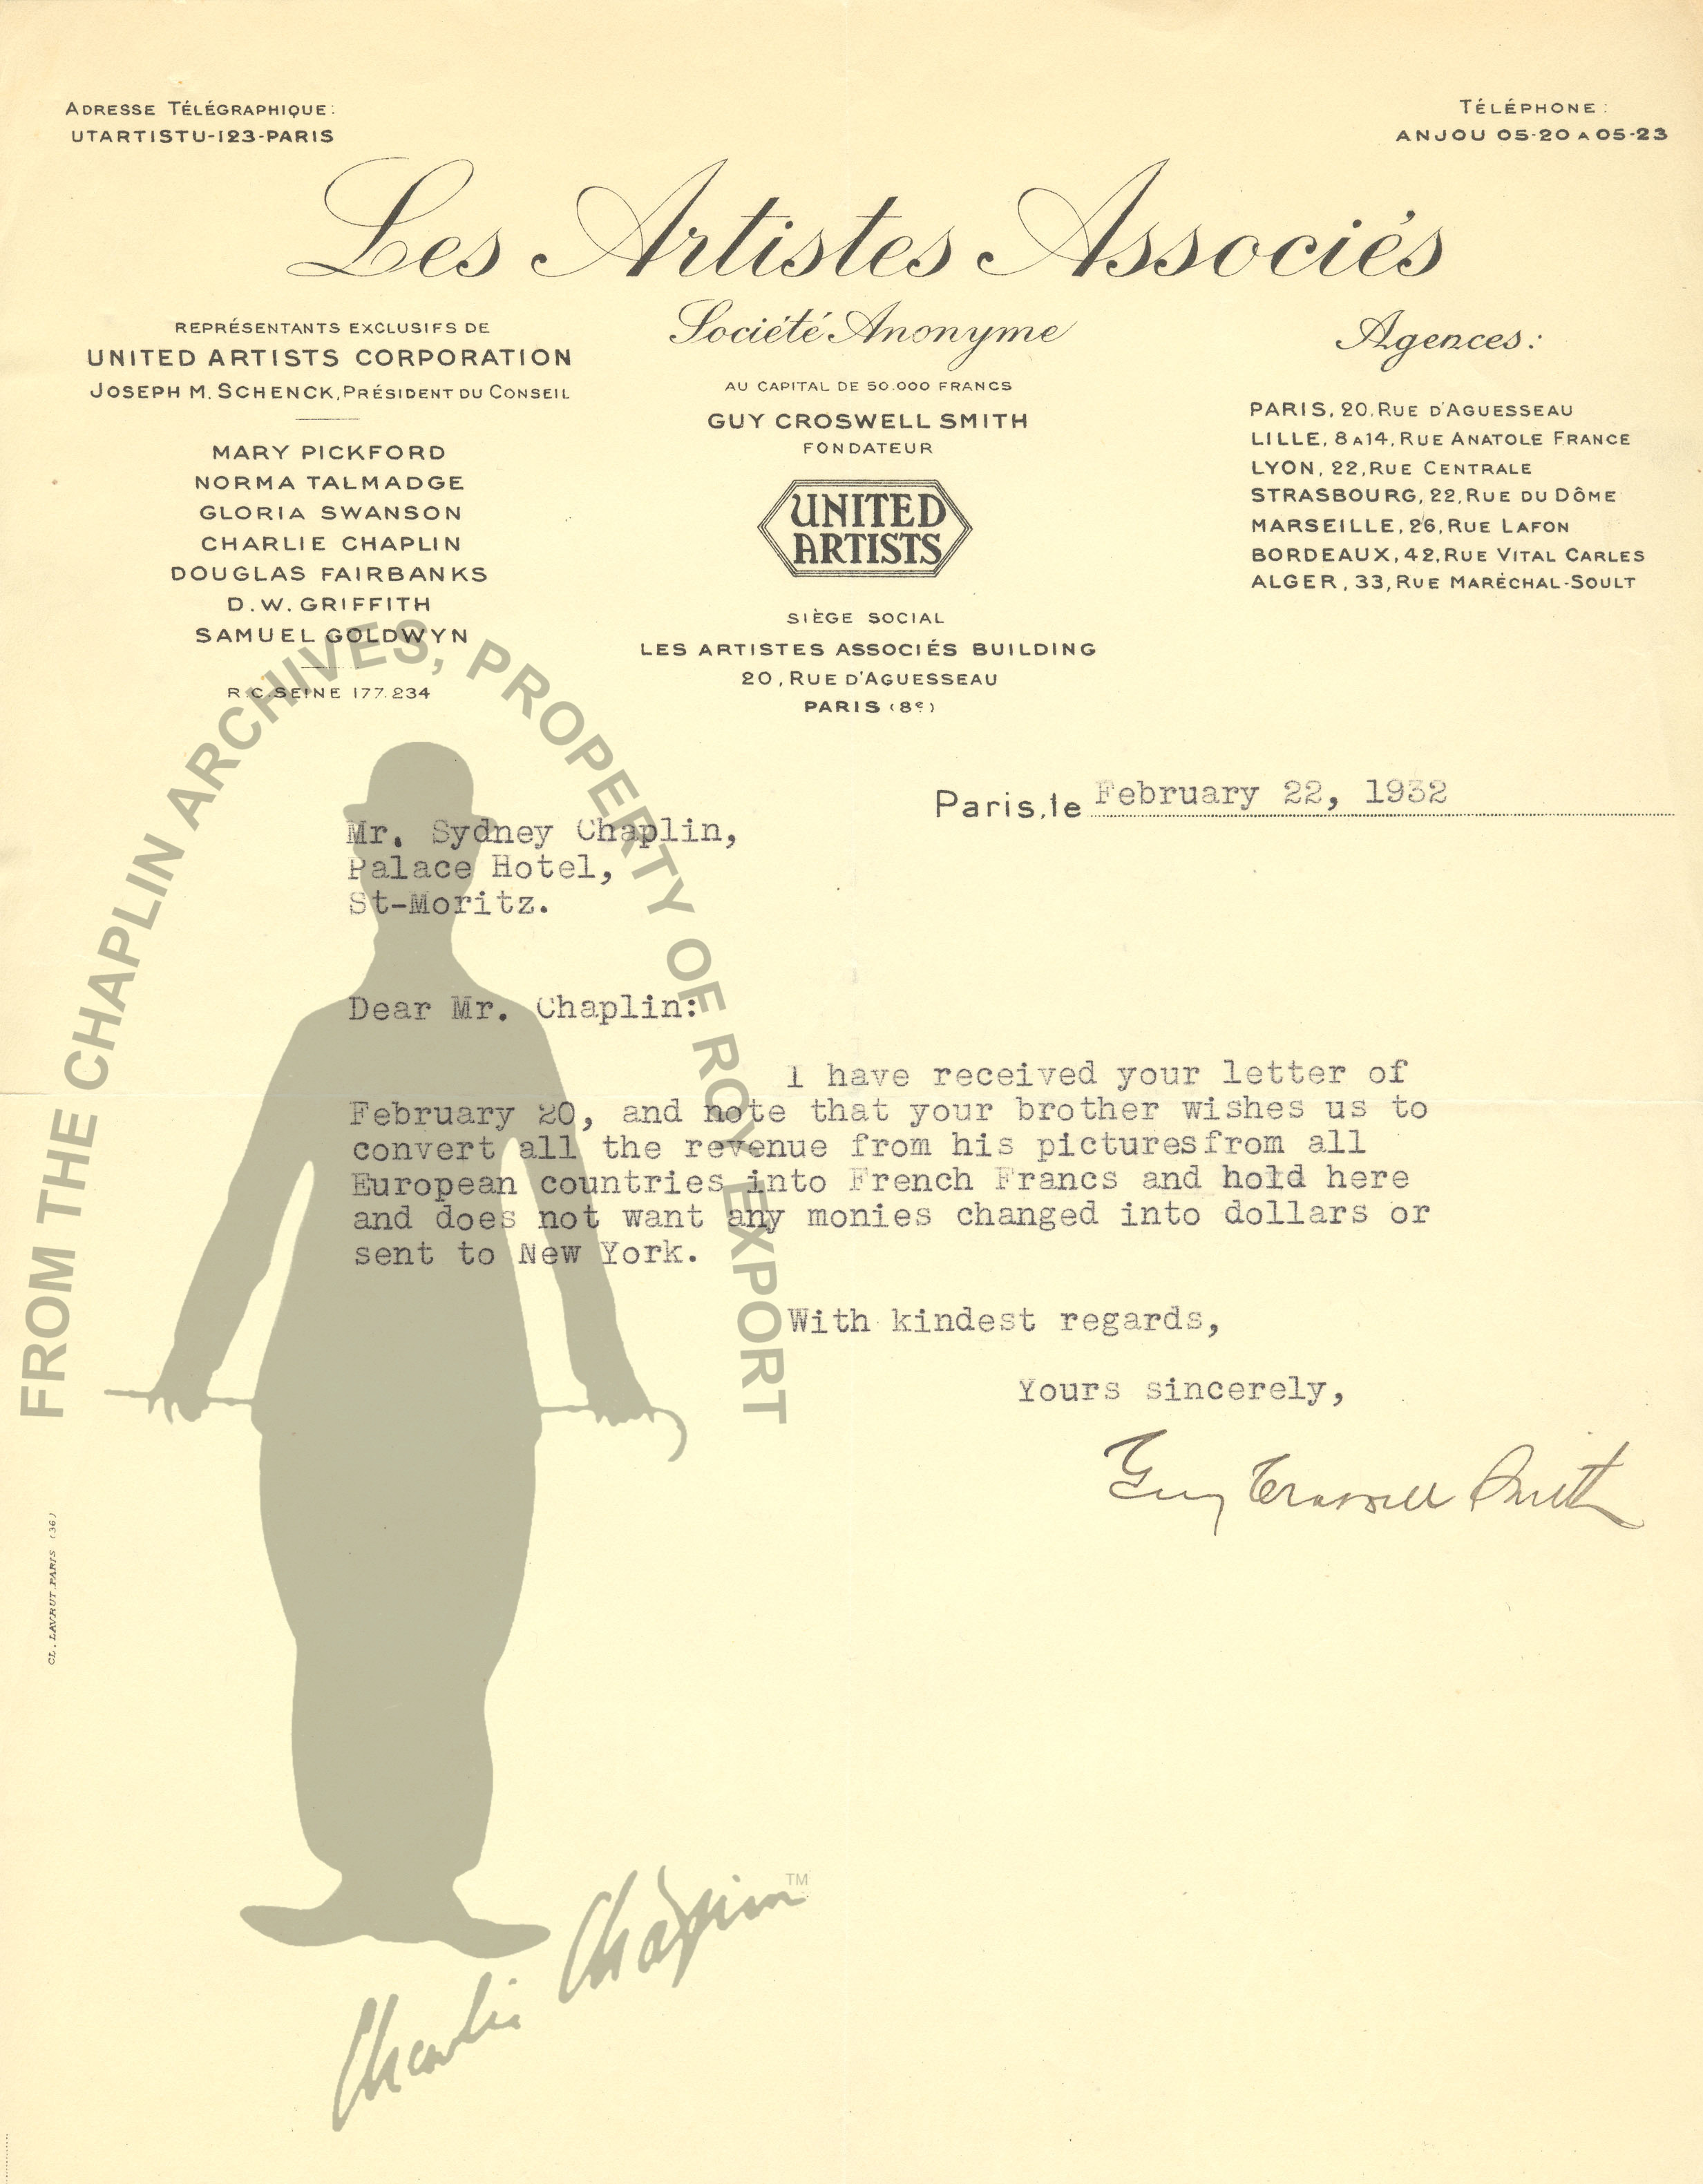 ADRESSE TÉLÉGRAPHIQUE:
UTARTISTU-123-PARIS
TÉLÉPHONE:
ANJOU 05-20 A 05-23
Les Artistes Associés
Société Anonyme
AU CAPITAL DE 50.000 FRANCS
GUY CROSWELL SMITH
FONDATEUR
UNITED
ARTISTS
SIÈGE SOCIAL
LES ARTISTES ASSOCIÉS BUILDING
20, RUE D'AGUESSEAU
PARIS (8e)
REPRÉSENTANTS EXCLUSIFS DE
UNITED ARTISTS CORPORATION
JOSEPH M. SCHENCK, PRÉSIDENT DU CONSEIL
MARY PICKFORD
NORMA TALMADGE
GLORIA SWANSON
CHARLIE CHAPLIN
DOUGLAS FAIRBANKS
D.W. GRIFFITH
SAMUEL GOLDWYN
R.C. SEINE 177.234
Agences:
PARIS, 20, RUE D'AGUESSEAU
LILLE, 8 A 14, RUE ANATOLE FRANCE
LYON, 22, RUE CENTRALE
STRASBOURG, 22, RUE DU DÔME
MARSEILLE, 26, RUE LAFON
BORDEAUX, 42, RUE VITAL CARLES
ALGER, 33, RUE MARÉCHAL-SOULT
Paris, le February 22, 1932
Mr. Sydney Chaplin,
Palace Hotel,
St-Moritz.
Dear Mr. Chaplin:
I have received your letter of
February 20, and note that your brother wishes us to
convert all the revenue from his picturesfrom all
European countries into French Francs and hold here
and does not want any monies changed into dollars or
sent to New York.
With kindest regards,
Yours sincerely,
Guy Croswell Smith
CL. LAVRUT. PARIS (36)
FROM THE CHAPLIN ARCHIVES, PROPERTY OF ROY EXPORT
Charlie Chaplin TM